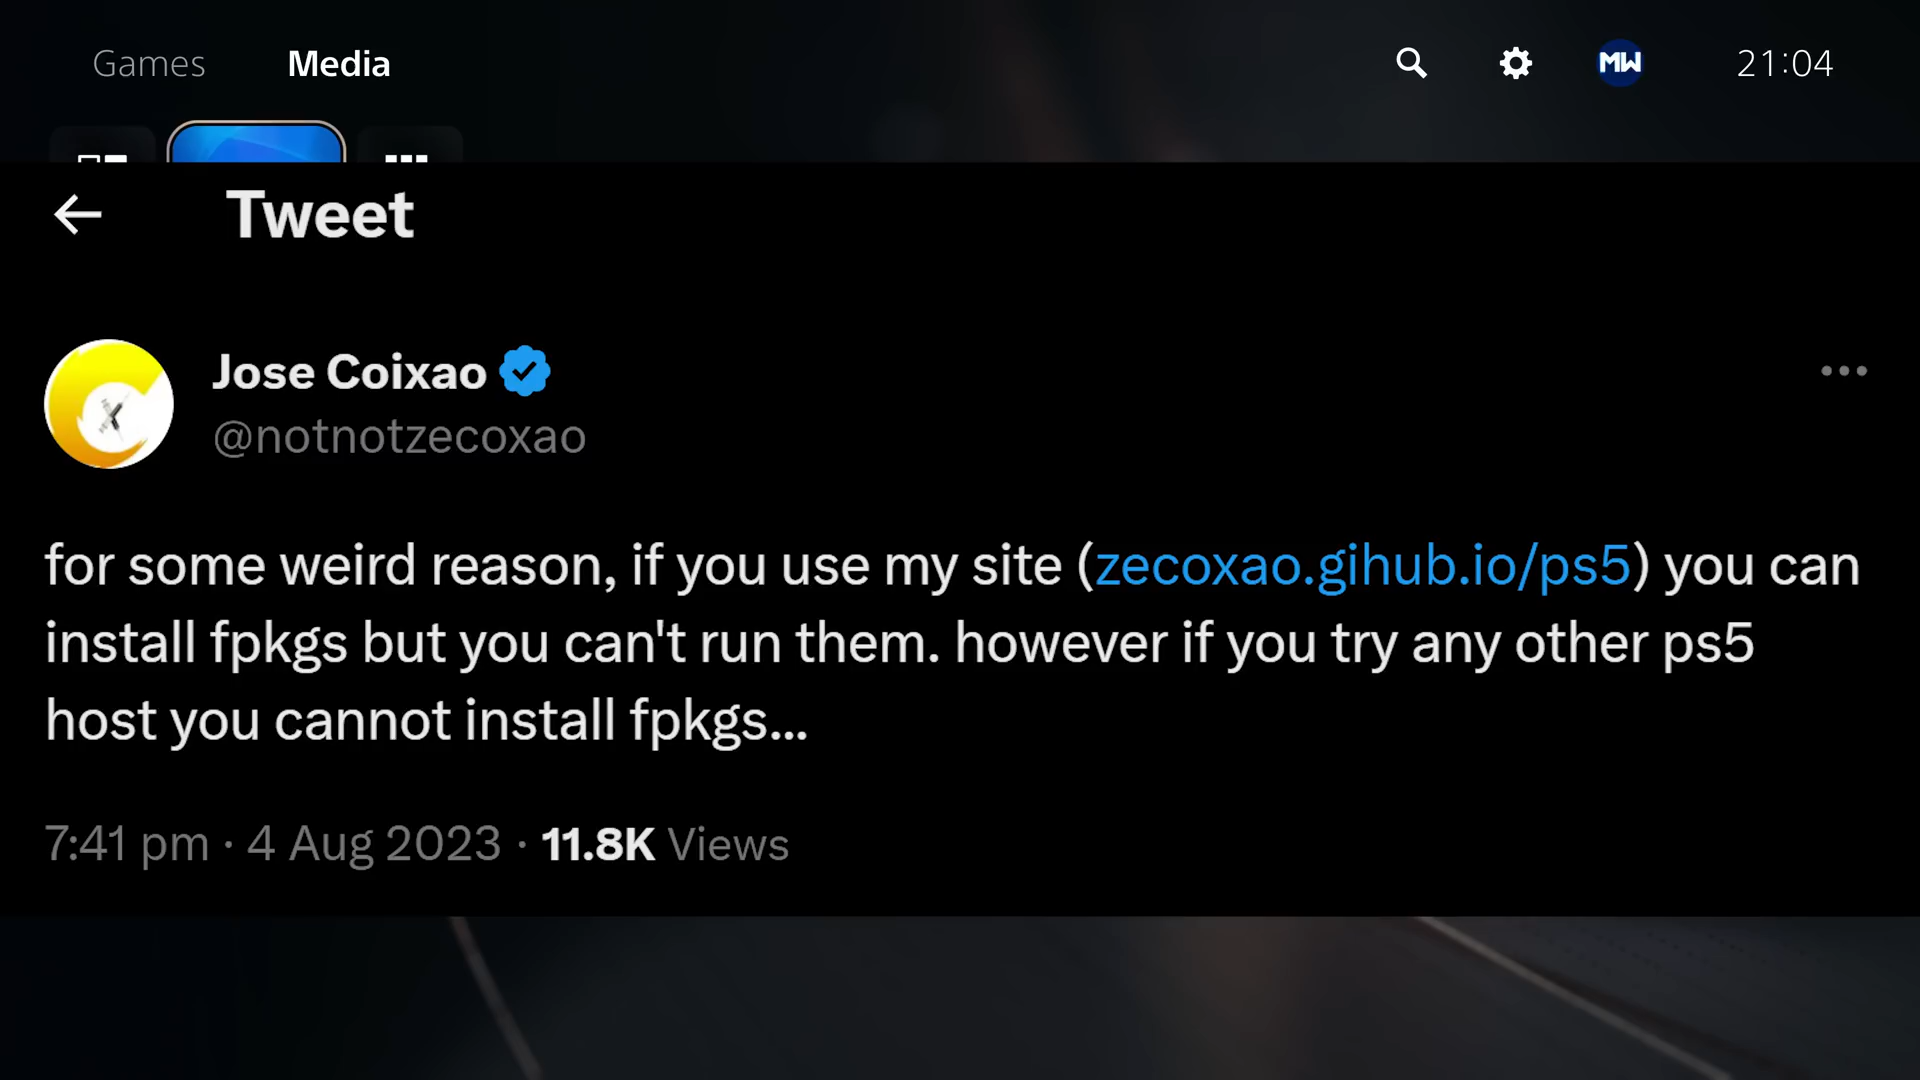 Games Media MW 21:04
Tweet
Jose Coixao
@notnotzecoxao
for some weird reason, if you use my site (zecoxao.gihub.io/ps5) you can
install fpkgs but you can't run them. however if you try any other ps5
host you cannot install fpkgs...
7:41 pm · 4 Aug 2023 · 11.8K Views